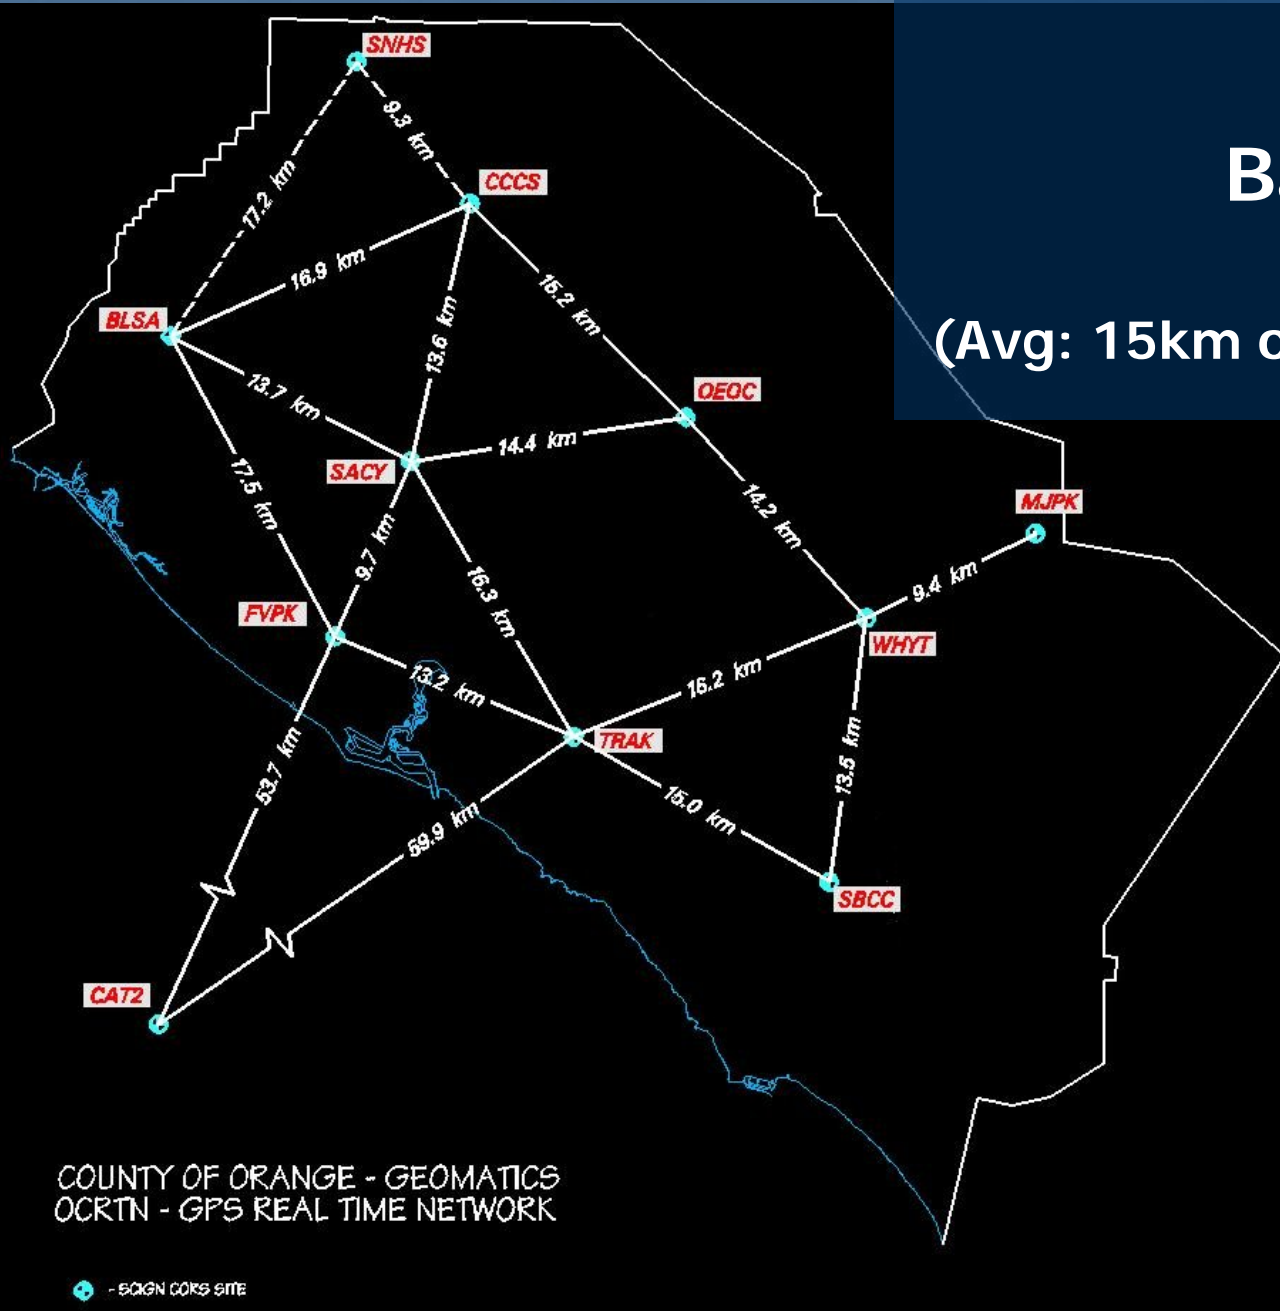 SNHS
9.3 km
17.2 km
CCCS
16.9 km
15.2 km
13.6 km
BLSA
(Avg: 15km
13.7 km
OEOC
14.4 km
SACY
17.5 km
14.2 km
MJPK
9.7 km
16.3 km
9.4 km
FVPK
WHYT
13.2 km
16.2 km
TRAK
53.7 km
13.5 km
15.0 km
59.9 km
SBCC
CAT2
COUNTY OF ORANGE - GEOMATICS
OCRTN - GPS REAL TIME NETWORK
- SCIGN CORS SITE